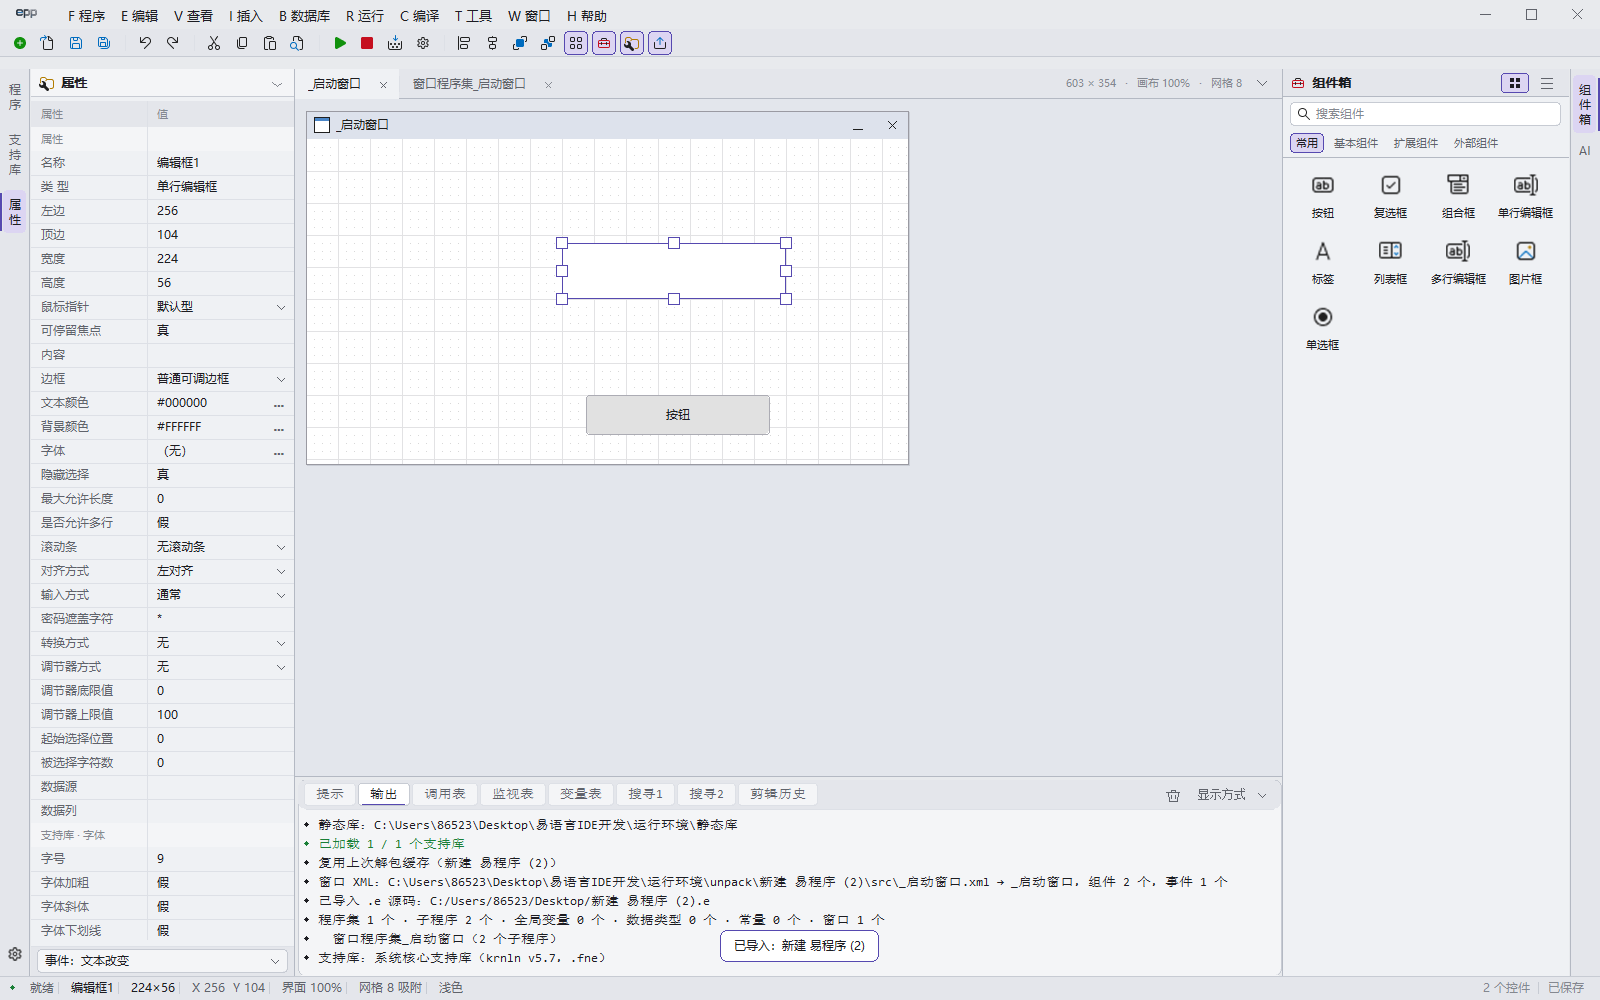 epp
F 程序 E 编辑 V 查看 I 插入 B 数据库 R 运行 C 编译 T 工具 W 窗口 H 帮助
程序
支持库
属性
属性
属性 值
属性
名称 编辑框1
类 型 单行编辑框
左边 256
顶边 104
宽度 224
高度 56
鼠标指针 默认型
可停留焦点 真
内容
边框 普通可调边框
文本颜色 #000000 ...
背景颜色 #FFFFFF ...
字体 （无） ...
隐藏选择 真
最大允许长度 0
是否允许多行 假
滚动条 无滚动条
对齐方式 左对齐
输入方式 通常
密码遮盖字符 *
转换方式 无
调节器方式 无
调节器底限值 0
调节器上限值 100
起始选择位置 0
被选择字符数 0
数据源
数据列
支持库 · 字体
字号 9
字体加粗 假
字体斜体 假
字体下划线 假
事件：文本改变
_启动窗口 × 窗口程序集_启动窗口 ×
603 × 354 · 画布 100% · 网格 8
_启动窗口
按钮
提示 输出 调用表 监视表 变量表 搜寻1 搜寻2 剪辑历史
显示方式
静态库：C:\Users\86523\Desktop\易语言IDE开发\运行环境\静态库
已加载 1 / 1 个支持库
复用上次解包缓存（新建 易程序 (2)）
窗口 XML：C:\Users\86523\Desktop\易语言IDE开发\运行环境\unpack\新建 易程序 (2)\src\_启动窗口.xml → _启动窗口，组件 2 个，事件 1 个
已导入 .e 源码：C:/Users/86523/Desktop/新建 易程序 (2).e
程序集 1 个 · 子程序 2 个 · 全局变量 0 个 · 数据类型 0 个 · 常量 0 个 · 窗口 1 个
窗口程序集_启动窗口（2 个子程序）
支持库：系统核心支持库（krnln v5.7，.fne）
已导入：新建 易程序 (2)
组件箱
搜索组件
常用 基本组件 扩展组件 外部组件
按钮 复选框 组合框 单行编辑框
标签 列表框 多行编辑框 图片框
单选框
组件箱
AI
就绪 编辑框1 224×56 X 256 Y 104 界面 100% 网格 8 吸附 浅色
2 个控件 已保存